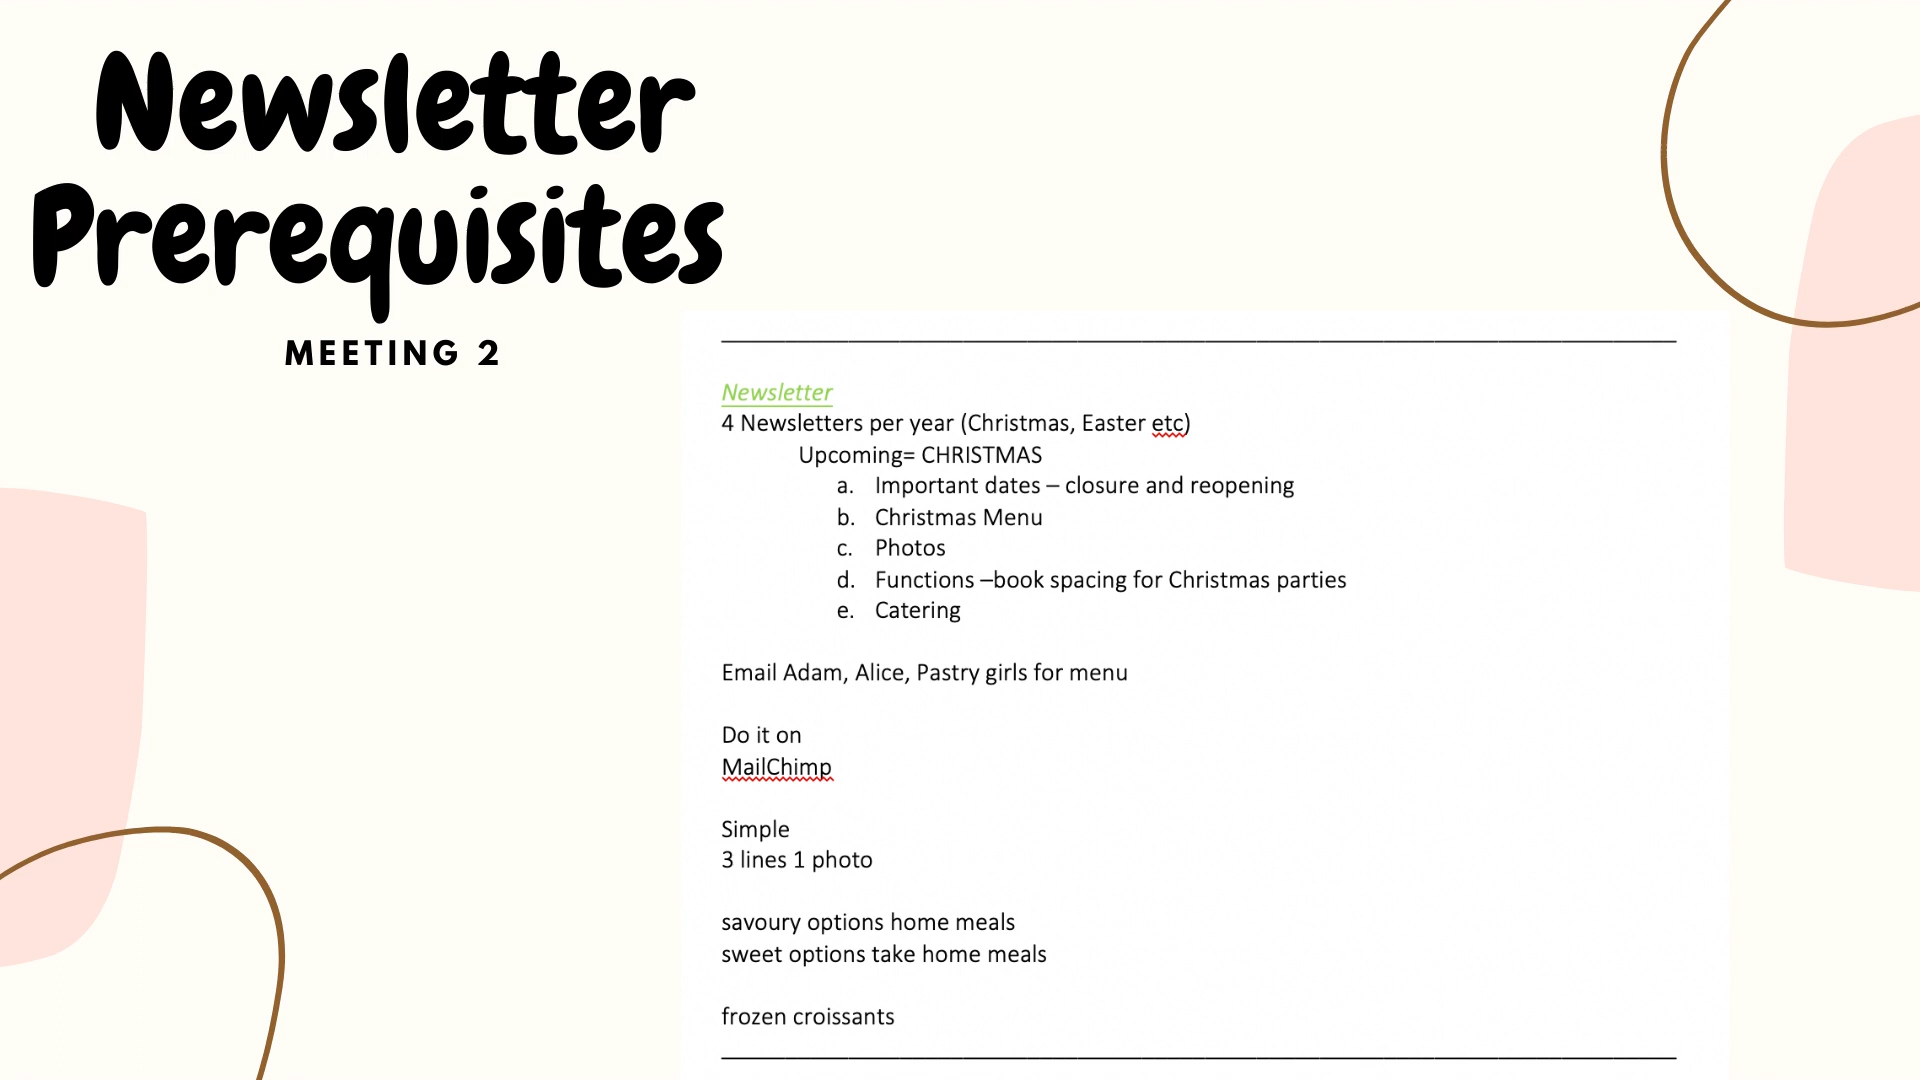 Newsletter
Prerequisites
MEETING 2
Newsletter
4 Newsletters per year (Christmas, Easter etc)
Upcoming= CHRISTMAS
a. Important dates – closure and reopening
b. Christmas Menu
c. Photos
d. Functions –book spacing for Christmas parties
e. Catering
Email Adam, Alice, Pastry girls for menu
Do it on
MailChimp
Simple
3 lines 1 photo
savoury options home meals
sweet options take home meals
frozen croissants